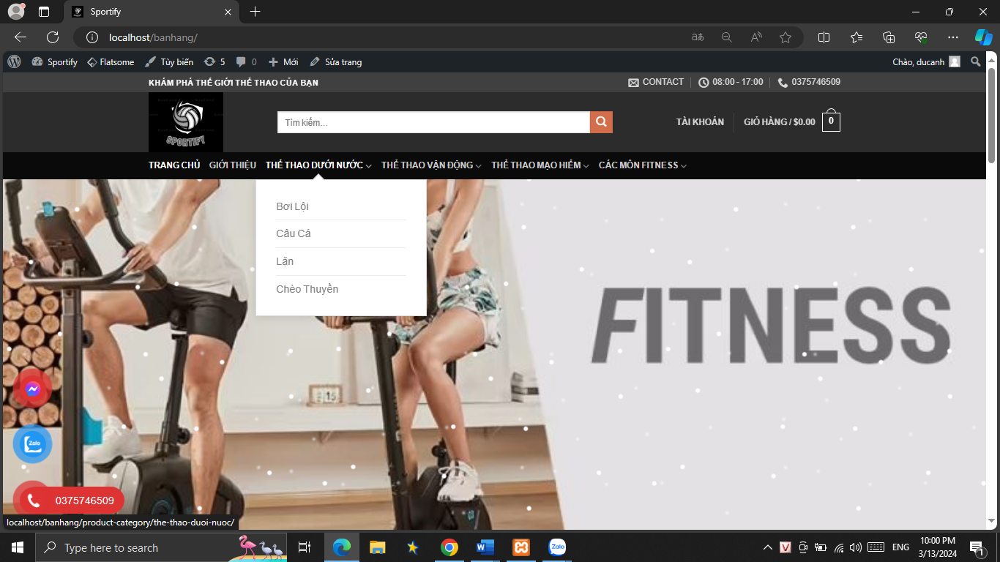 Sportify
localhost/banhang/
Sportify Flatsome Tùy biến 5 0 Mới Sửa trang Chào, ducanh
KHÁM PHÁ THẾ GIỚI THỂ THAO CỦA BẠN CONTACT 08:00 - 17:00 0375746509
SPORTIFY
Tìm kiếm…
TÀI KHOẢN GIỎ HÀNG / $0.00 0
TRANG CHỦ GIỚI THIỆU THỂ THAO DƯỚI NƯỚC THỂ THAO VẬN ĐỘNG THỂ THAO MẠO HIỂM CÁC MÔN FITNESS
Bơi Lội
Câu Cá
Lặn
Chèo Thuyền
FITNESS
15
Zalo
0375746509
localhost/banhang/product-category/the-thao-duoi-nuoc/
Type here to search
Zalo
ENG
10:00 PM
3/13/2024
1